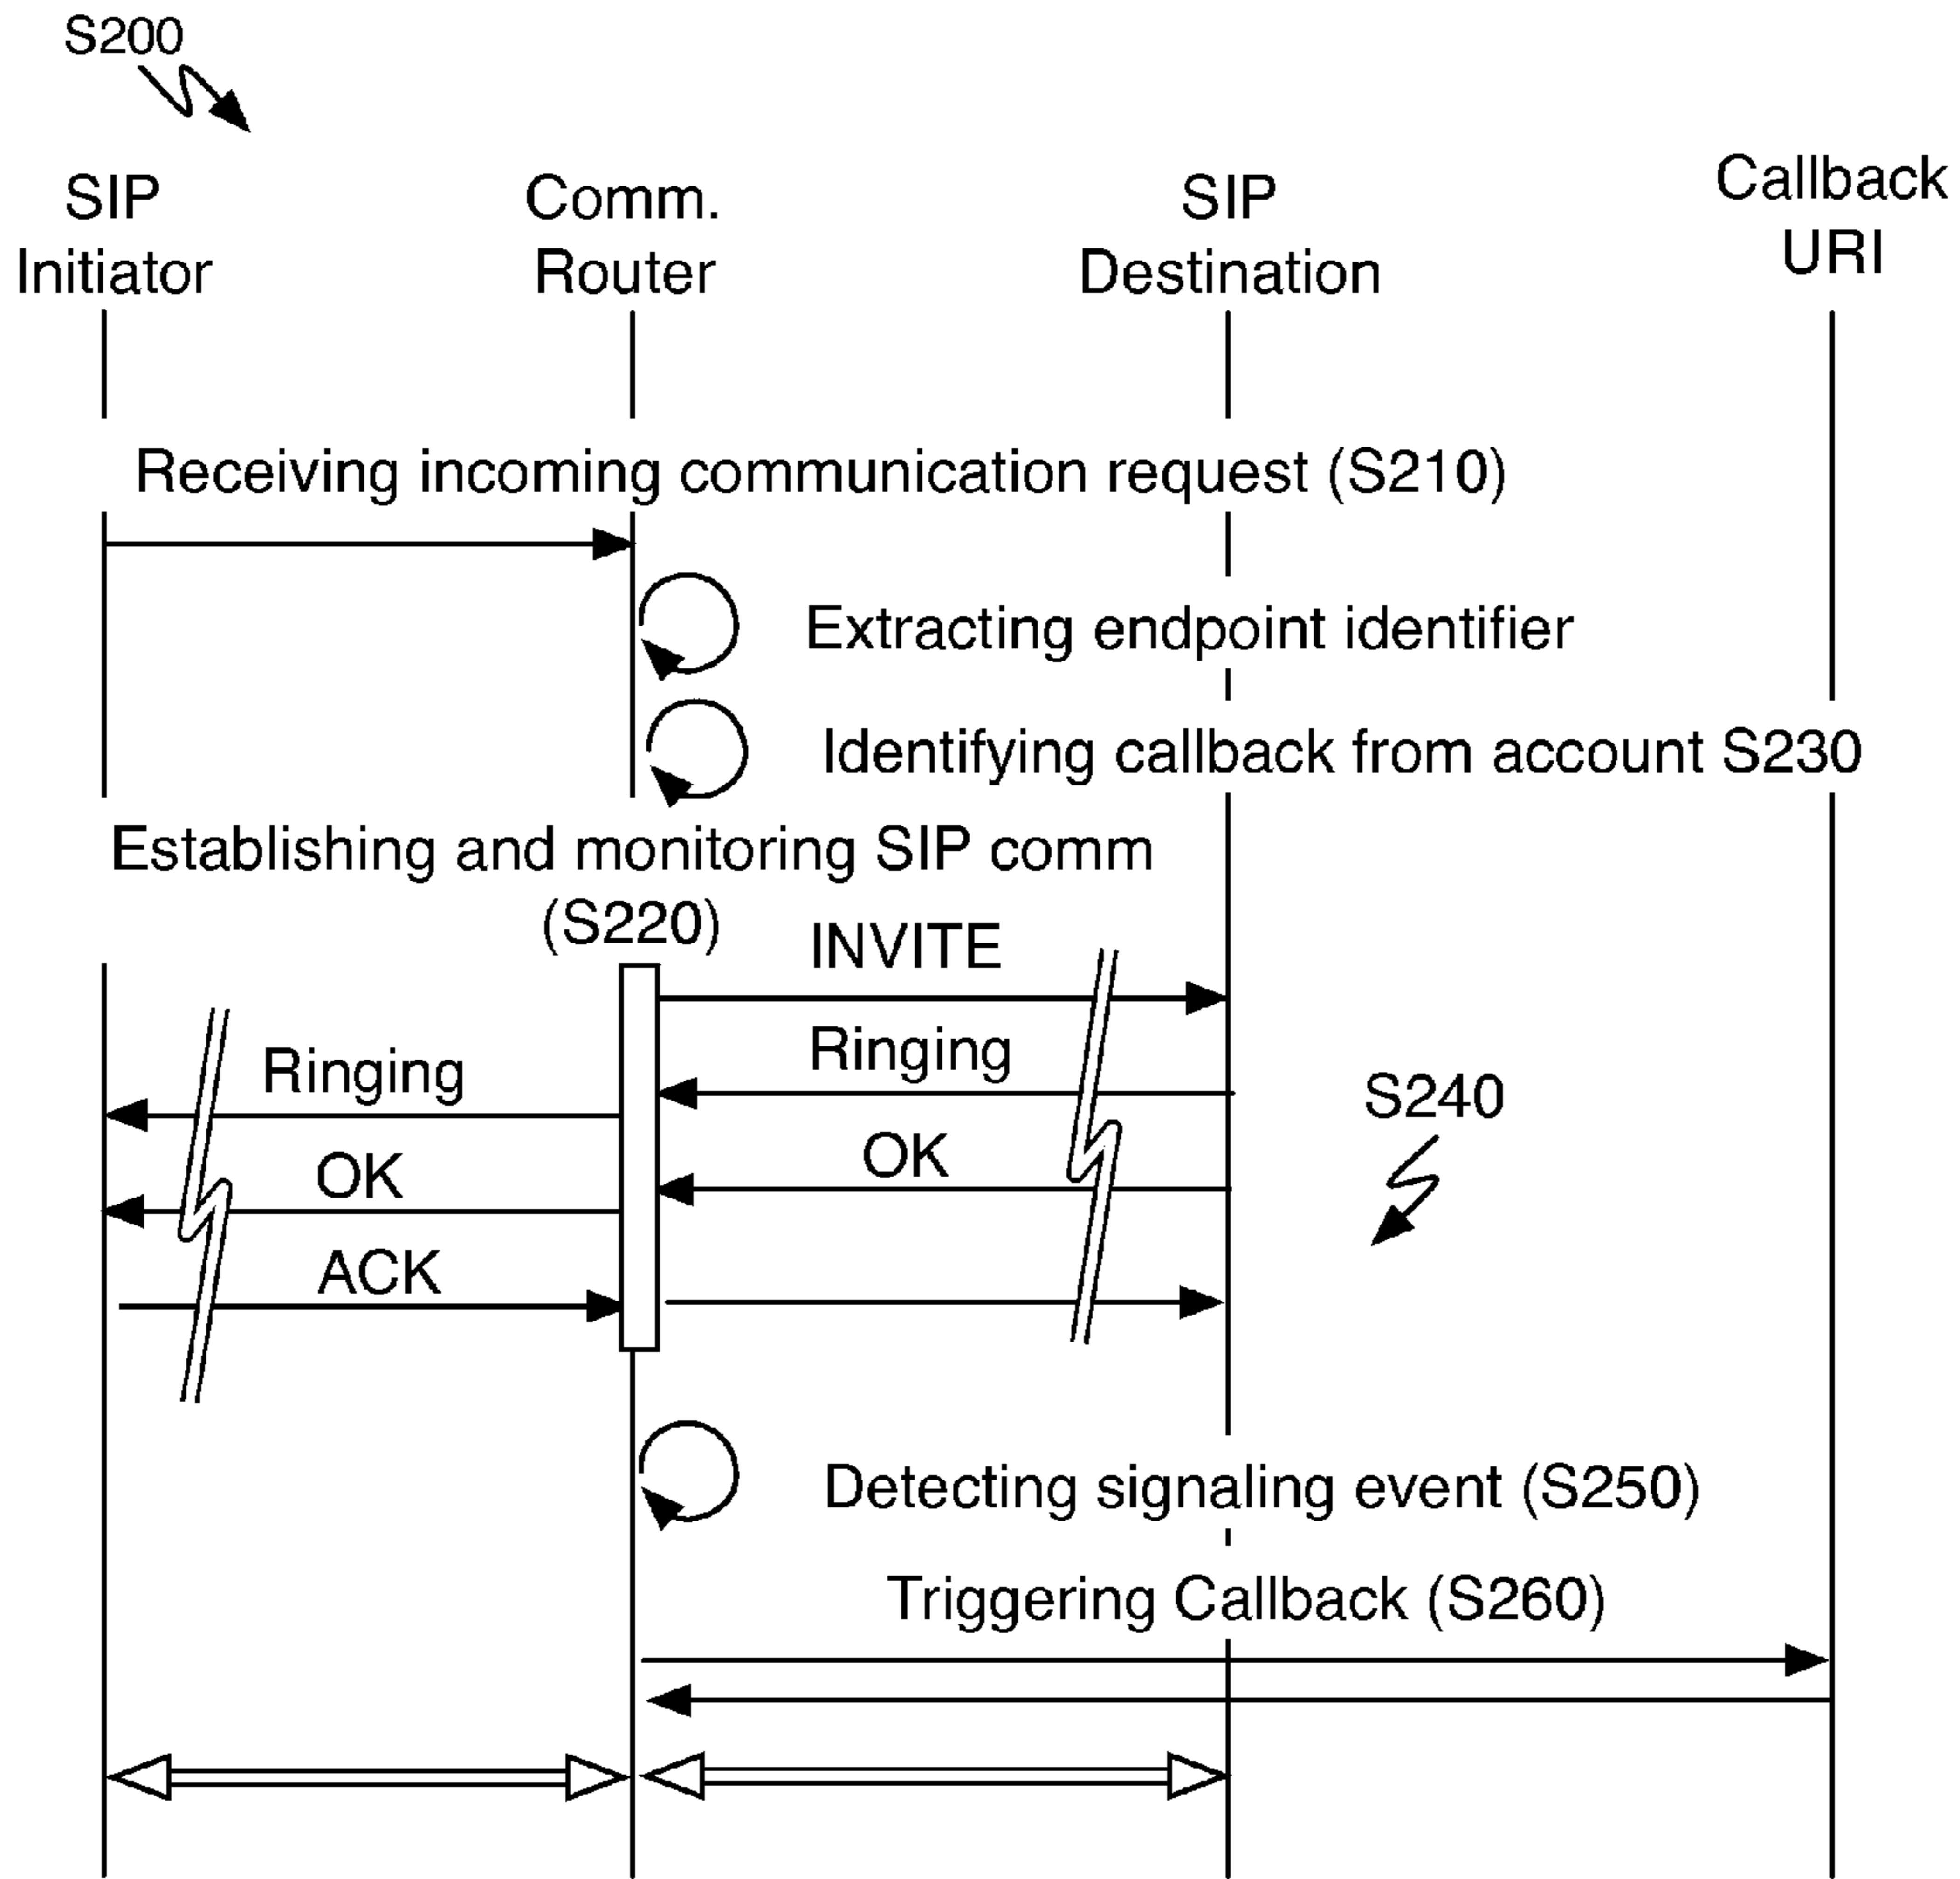 S200
SIP
Initiator
Comm.
Router
SIP
Destination
Callback
URI
Receiving incoming communication request (S210)
Extracting endpoint identifier
Identifying callback from account S230
Establishing and monitoring SIP comm
(S220)
INVITE
Ringing
Ringing
S240
OK
OK
ACK
Detecting signaling event (S250)
Triggering Callback (S260)